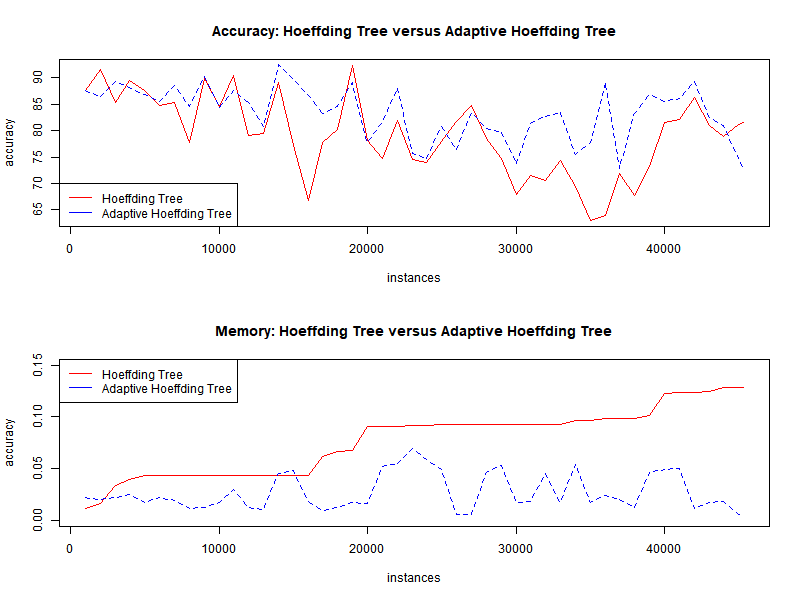 Accuracy: Hoeffding Tree versus Adaptive Hoeffding Tree
accuracy
90
85
80
75
70
65
Hoeffding Tree
Adaptive Hoeffding Tree
0 10000 20000 30000 40000
instances
Memory: Hoeffding Tree versus Adaptive Hoeffding Tree
accuracy
0.15
0.10
0.05
0.00
Hoeffding Tree
Adaptive Hoeffding Tree
0 10000 20000 30000 40000
instances